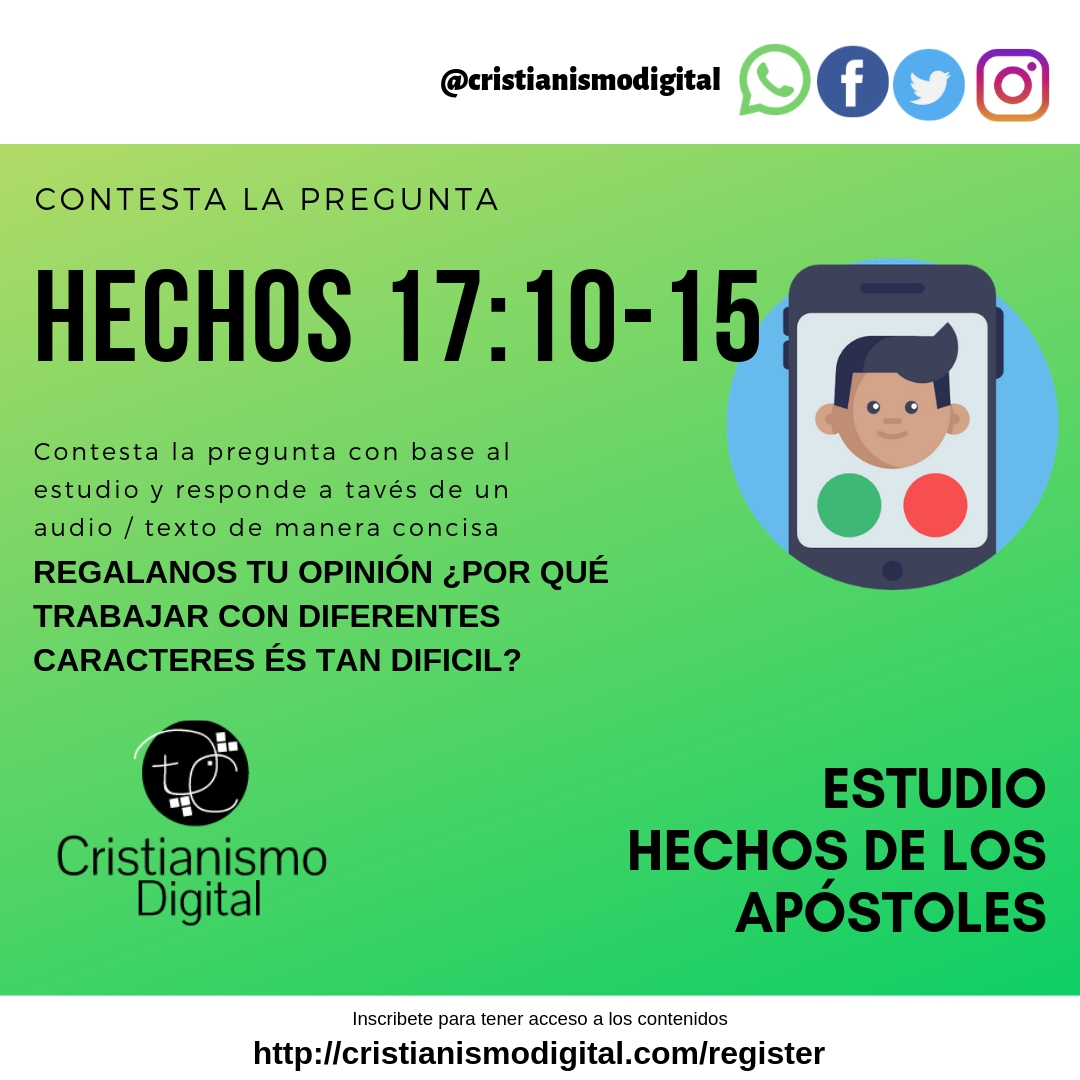 @cristianismodigital
CONTESTA LA PREGUNTA
HECHOS 17:10-15
Contesta la pregunta con base al
estudio y responde a tavés de un
audio / texto de manera concisa
REGALANOS TU OPINIÓN ¿POR QUÉ
TRABAJAR CON DIFERENTES
CARACTERES ÉS TAN DIFICIL?
Cristianismo
Digital
ESTUDIO
HECHOS DE LOS
APÓSTOLES
Inscribete para tener acceso a los contenidos
http://cristianismodigital.com/register